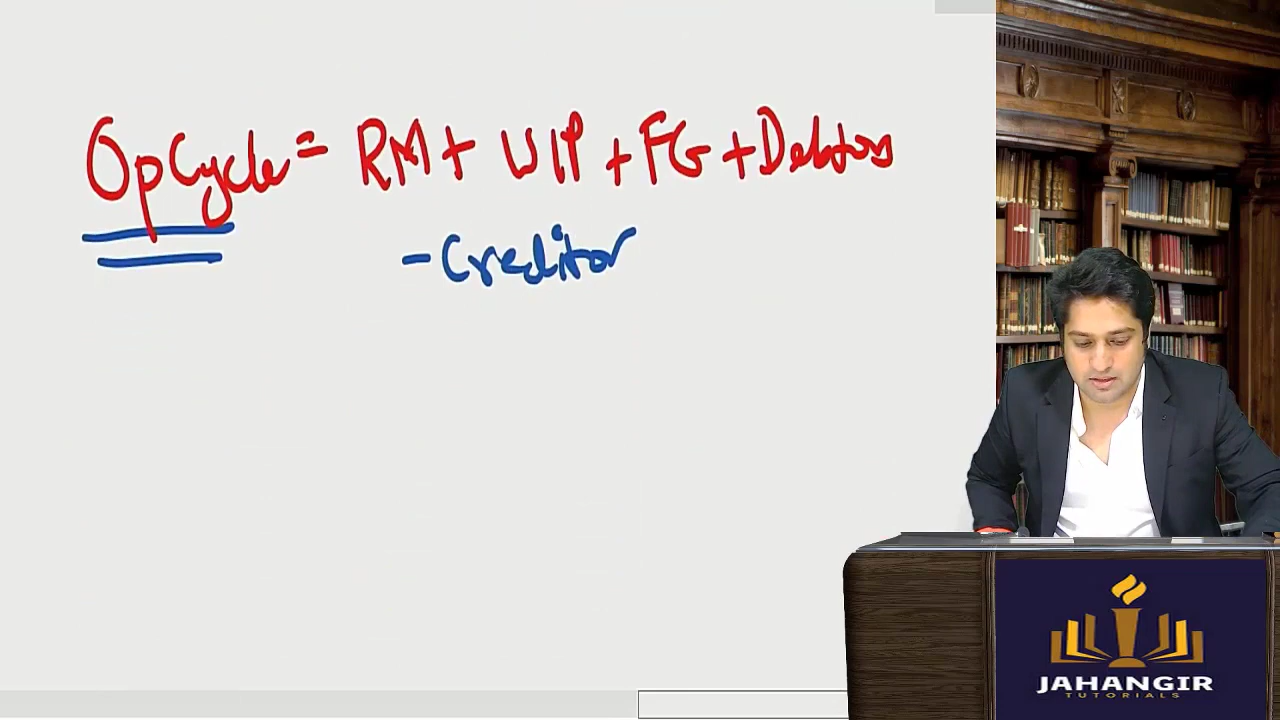 OpCycle = RM + WIP + FG + Debtors
- Creditor
JAHANGIR
TUTORIALS